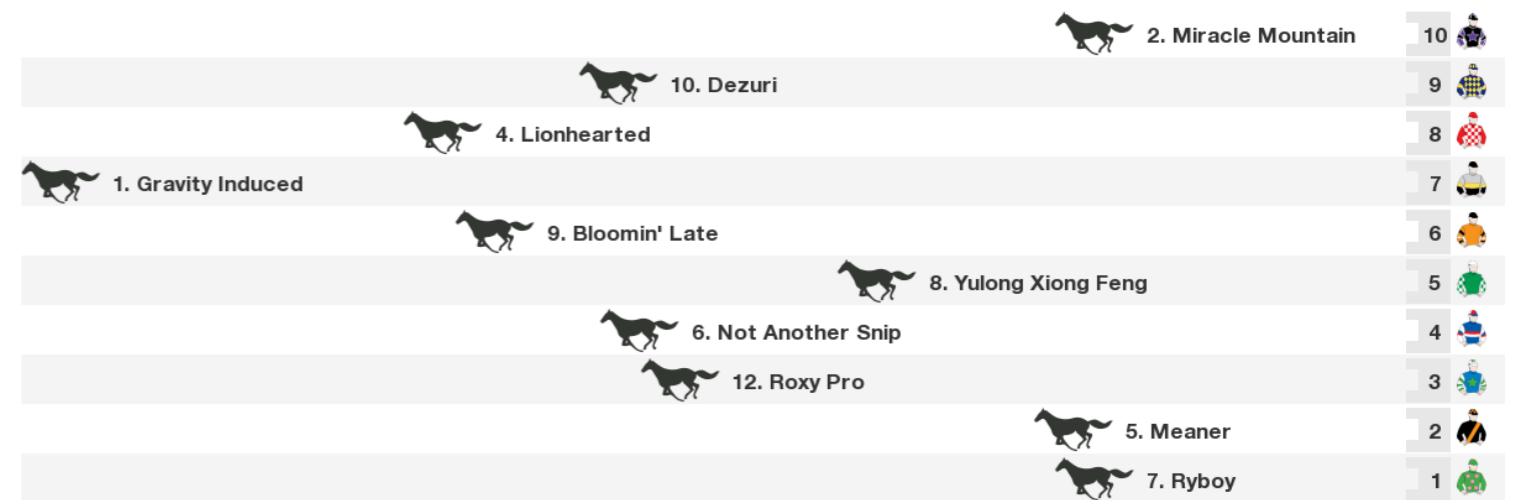 2. Miracle Mountain 10
10. Dezuri 9
4. Lionhearted 8
1. Gravity Induced 7
9. Bloomin' Late 6
8. Yulong Xiong Feng 5
6. Not Another Snip 4
12. Roxy Pro 3
5. Meaner 2
7. Ryboy 1